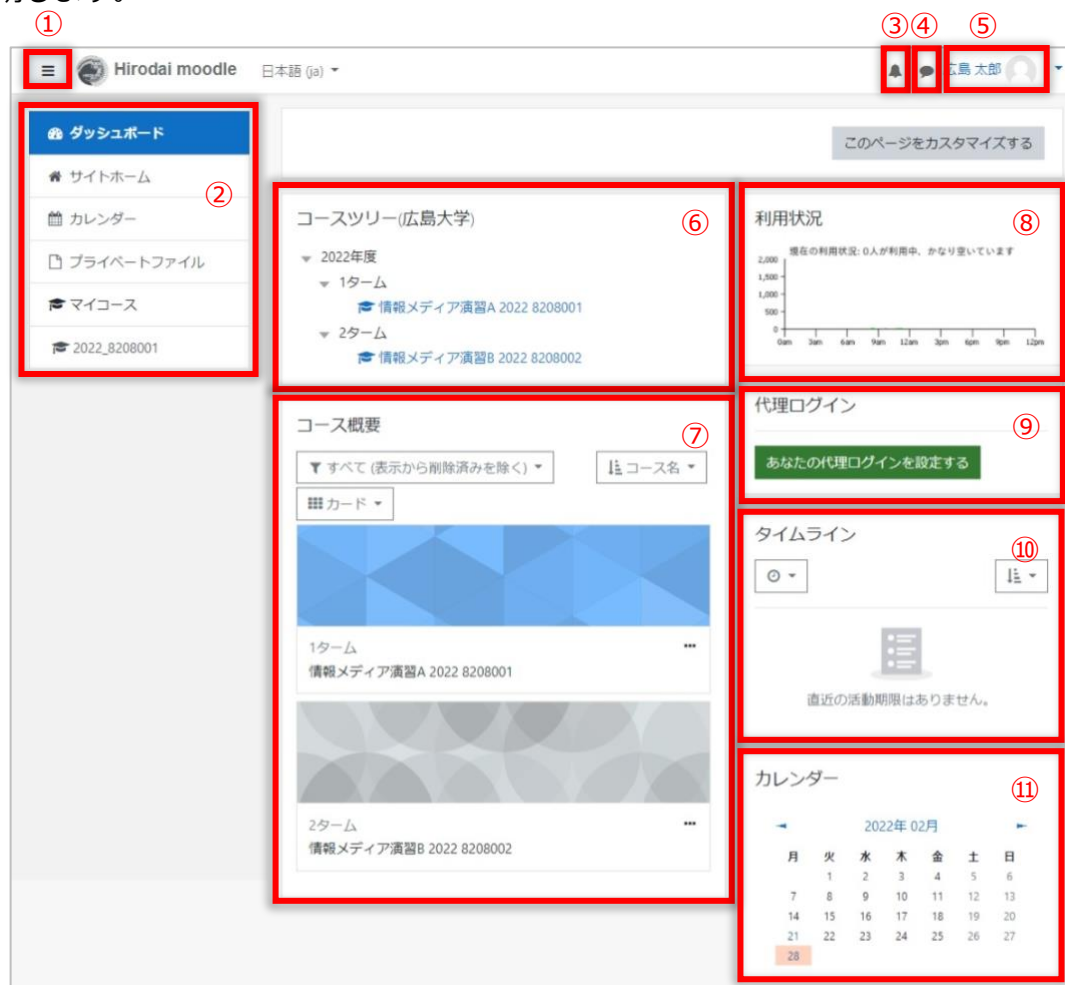 します。
① ③④ ⑤
Hirodai moodle 日本語 (ja) 広島 太郎
ダッシュボード
サイトホーム
②
カレンダー
プライベートファイル
マイコース
2022_8208001
このページをカスタマイズする
コースツリー(広島大学) ⑥
2022年度
1ターム
情報メディア演習A 2022 8208001
2ターム
情報メディア演習B 2022 8208002
コース概要 ⑦
すべて (表示から削除済みを除く) コース名
カード
1ターム ...
情報メディア演習A 2022 8208001
2ターム ...
情報メディア演習B 2022 8208002
利用状況 ⑧
現在の利用状況: 0人が利用中、かなり空いています
2,000
1,500
1,000
500
0
0am 3am 6am 9am 12am 3pm 6pm 9pm 12pm
代理ログイン ⑨
あなたの代理ログインを設定する
タイムライン ⑩
直近の活動期限はありません。
カレンダー ⑪
2022年 02月
月 火 水 木 金 土 日
1 2 3 4 5 6
7 8 9 10 11 12 13
14 15 16 17 18 19 20
21 22 23 24 25 26 27
28